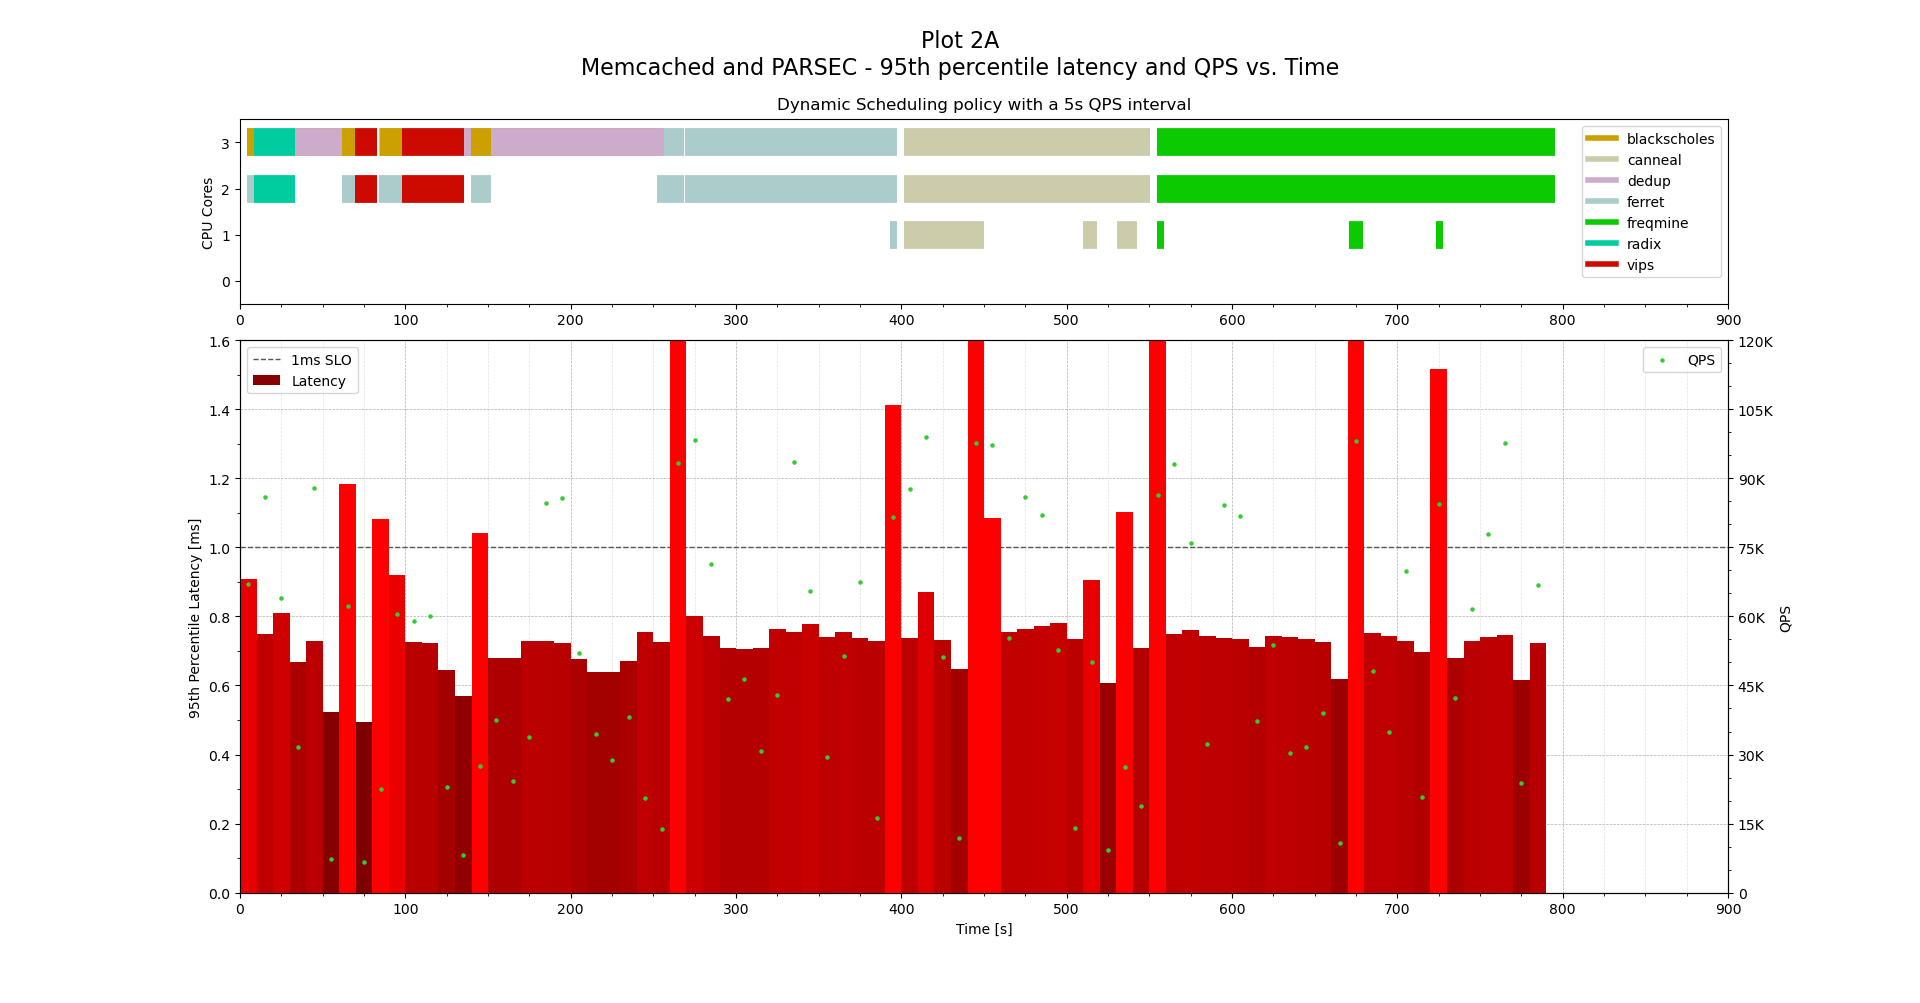 Plot 2A
Memcached and PARSEC - 95th percentile latency and QPS vs. Time
Dynamic Scheduling policy with a 5s QPS interval
CPU Cores
3
2
1
0
blackscholes
canneal
dedup
ferret
freqmine
radix
vips
0 100 200 300 400 500 600 700 800 900
1ms SLO
Latency
QPS
95th Percentile Latency [ms]
1.6
1.4
1.2
1.0
0.8
0.6
0.4
0.2
0.0
120K
105K
90K
75K
60K
45K
30K
15K
0
QPS
0 100 200 300 400 500 600 700 800 900
Time [s]